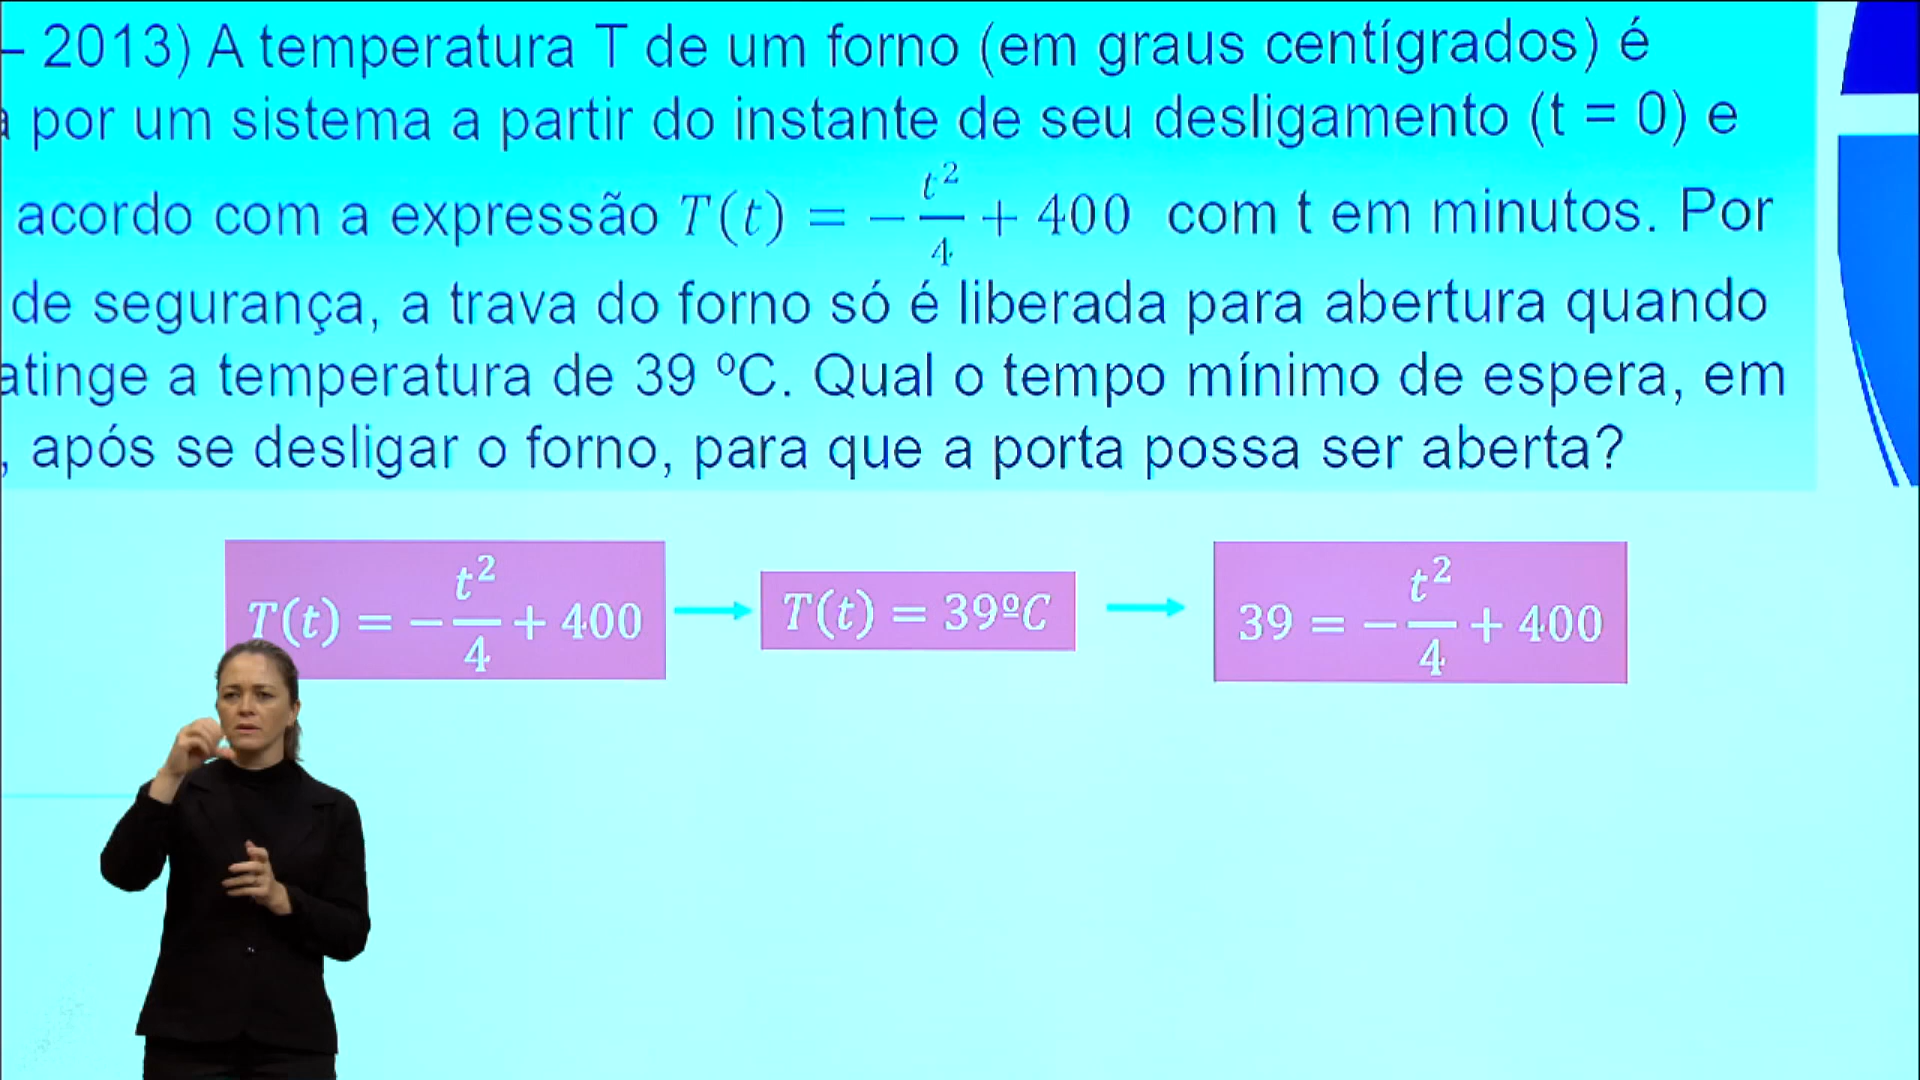 – 2013) A temperatura T de um forno (em graus centígrados) é
por um sistema a partir do instante de seu desligamento (t = 0) e
acordo com a expressão T(t) = −t²/4 + 400 com t em minutos. Por
de segurança, a trava do forno só é liberada para abertura quando
atinge a temperatura de 39 ºC. Qual o tempo mínimo de espera, em
, após se desligar o forno, para que a porta possa ser aberta?
T(t) = −t²/4 + 400 → T(t) = 39ºC → 39 = −t²/4 + 400